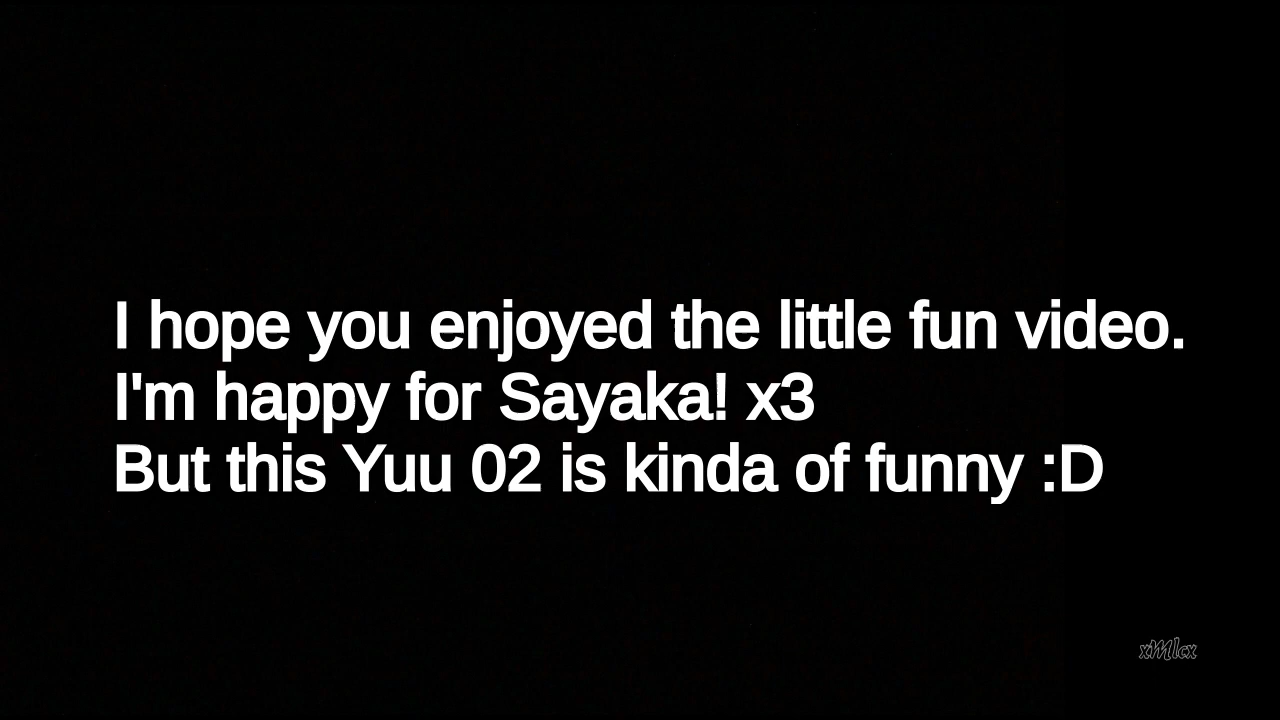 I hope you enjoyed the little fun video.
I'm happy for Sayaka! x3
But this Yuu 02 is kinda of funny :D
xMlcx